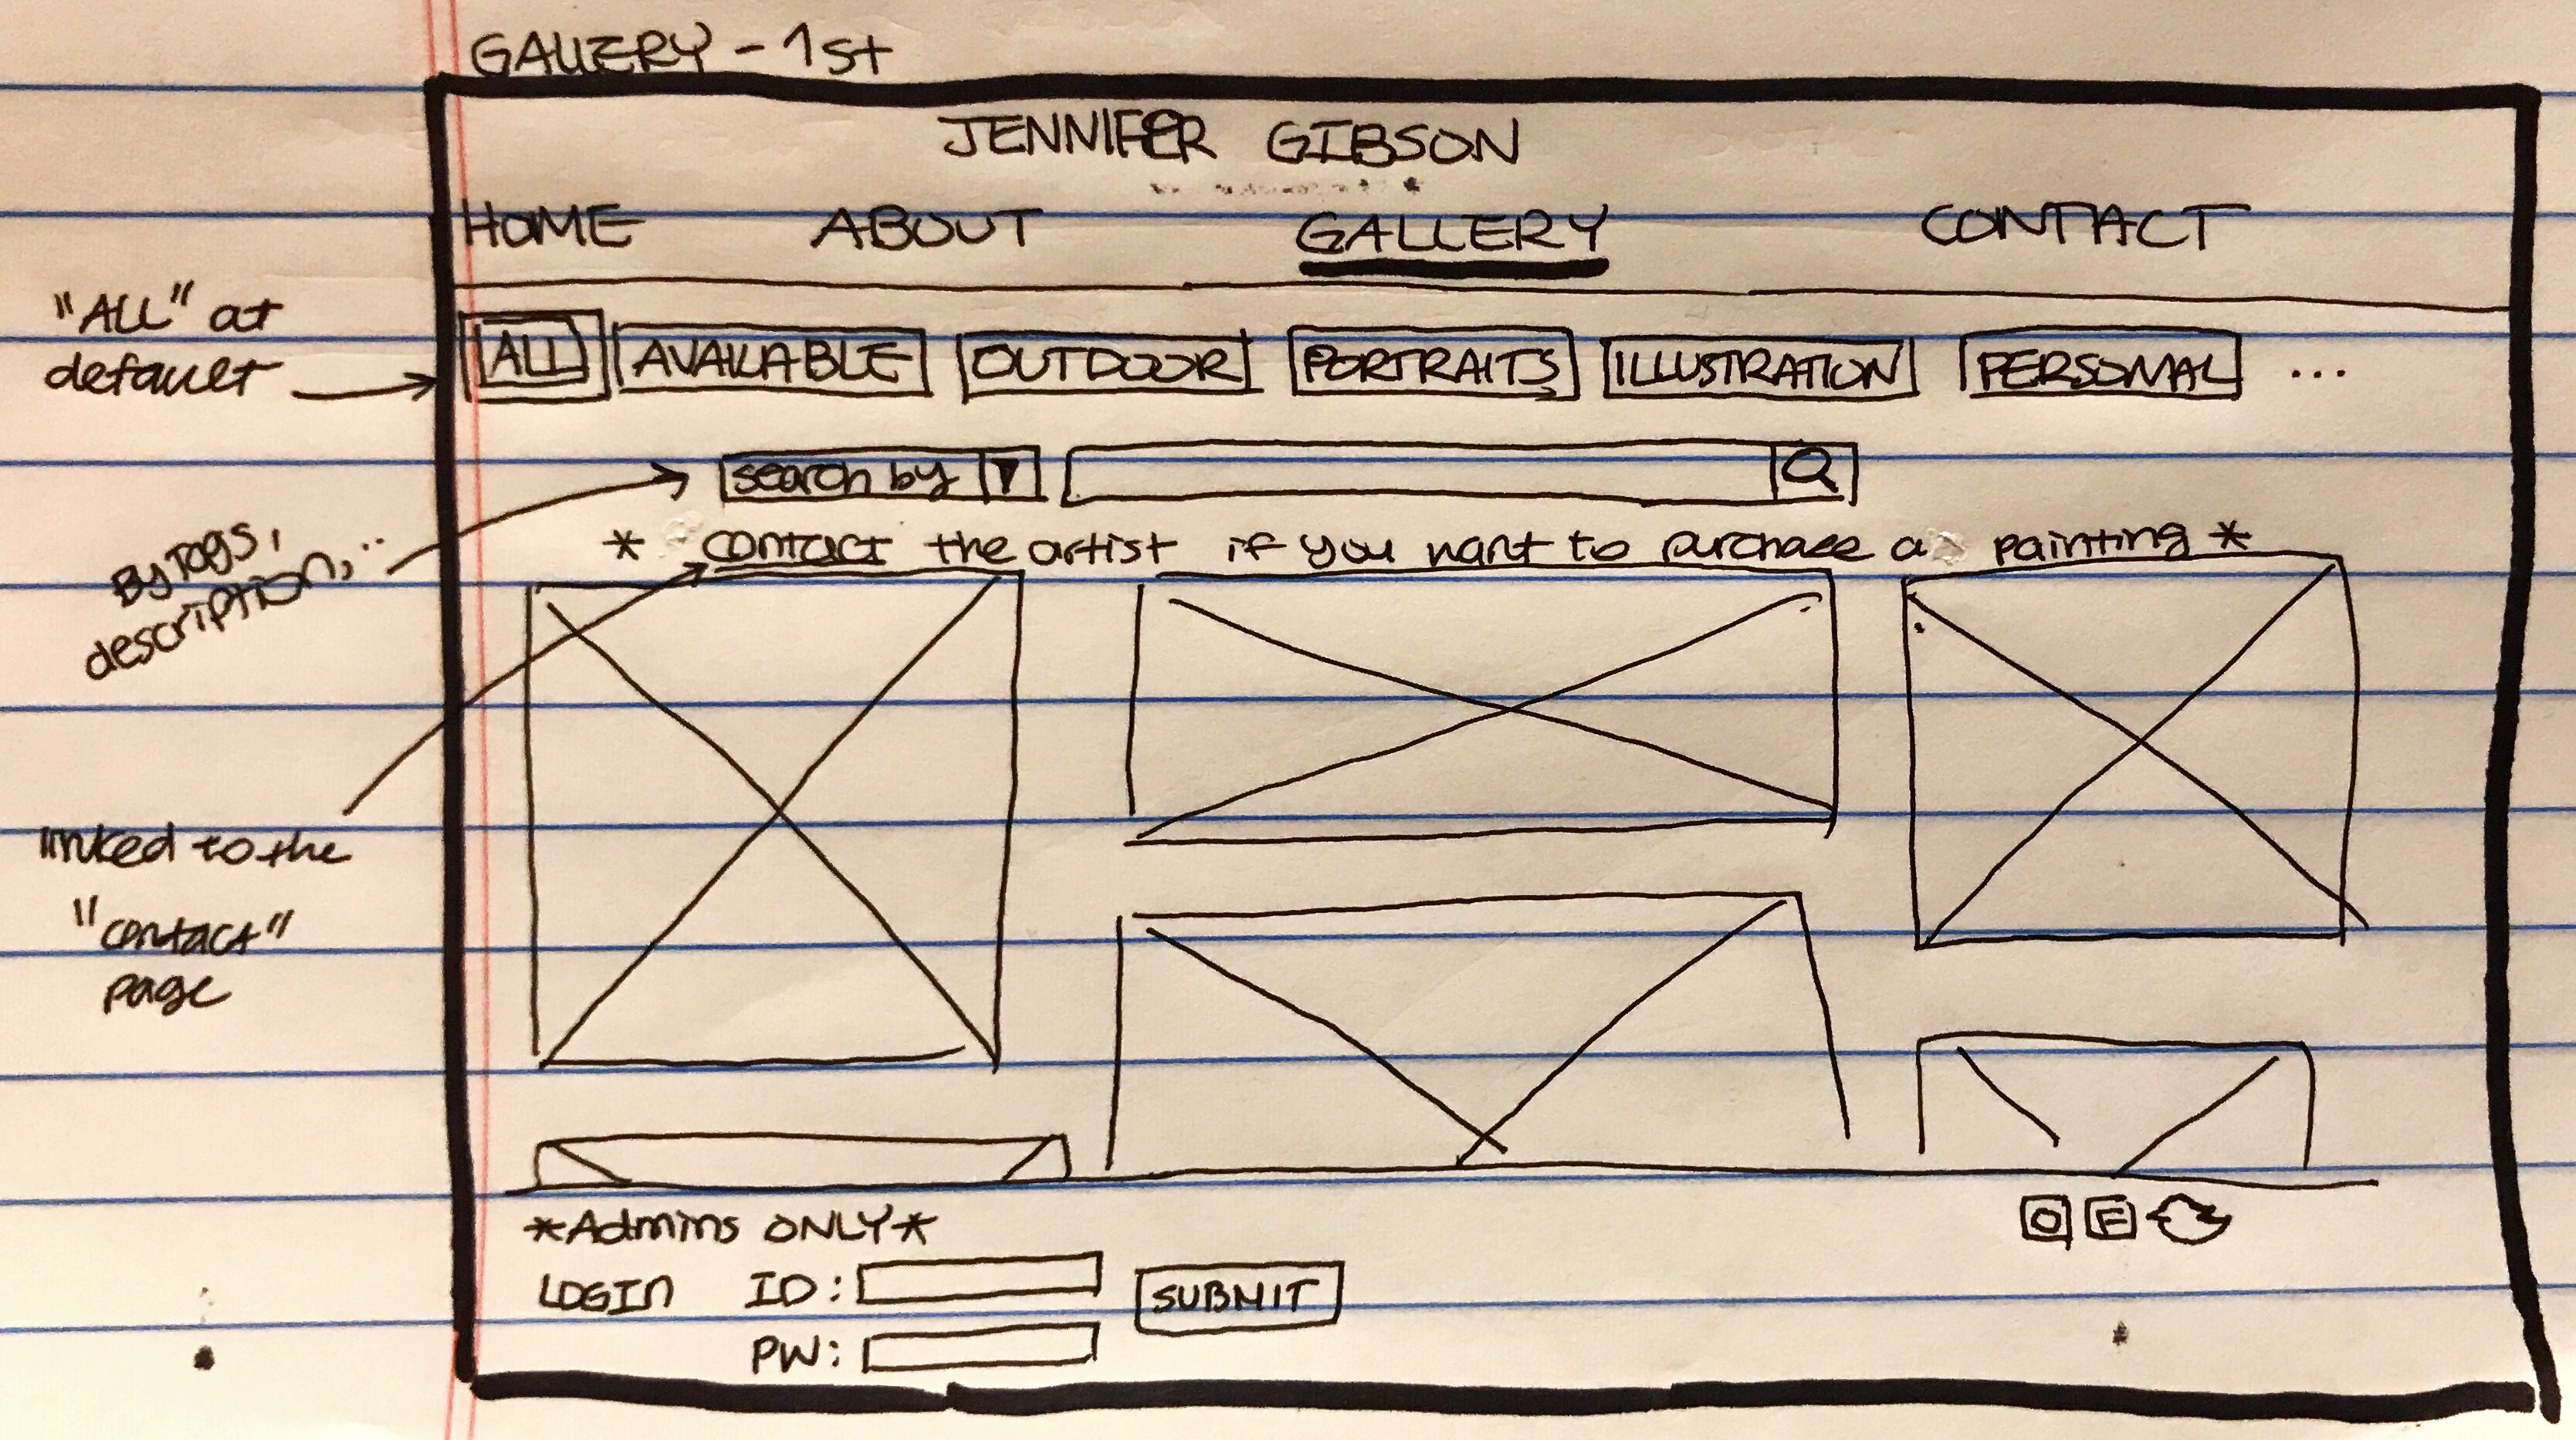 GALLERY - 1st
JENNIFER GIBSON
HOME ABOUT GALLERY CONTACT
"ALL" at
default
ALL AVAILABLE OUTDOOR PORTRAITS ILLUSTRATION PERSONAL ...
search by
By Tags,
description,...
* contact the artist if you want to purchase a painting *
linked to the
"contact"
page
*Admins ONLY*
LOGIN ID: SUBMIT
PW:
F